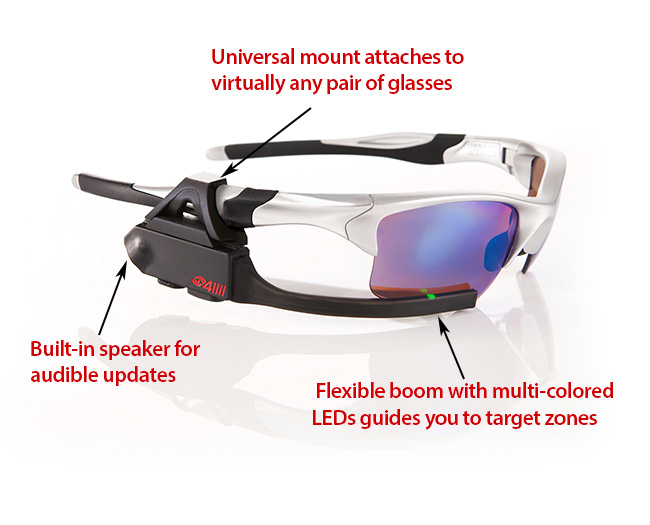 Universal mount attaches to
virtually any pair of glasses
4IIII
Built-in speaker for
audible updates
Flexible boom with multi-colored
LEDs guides you to target zones